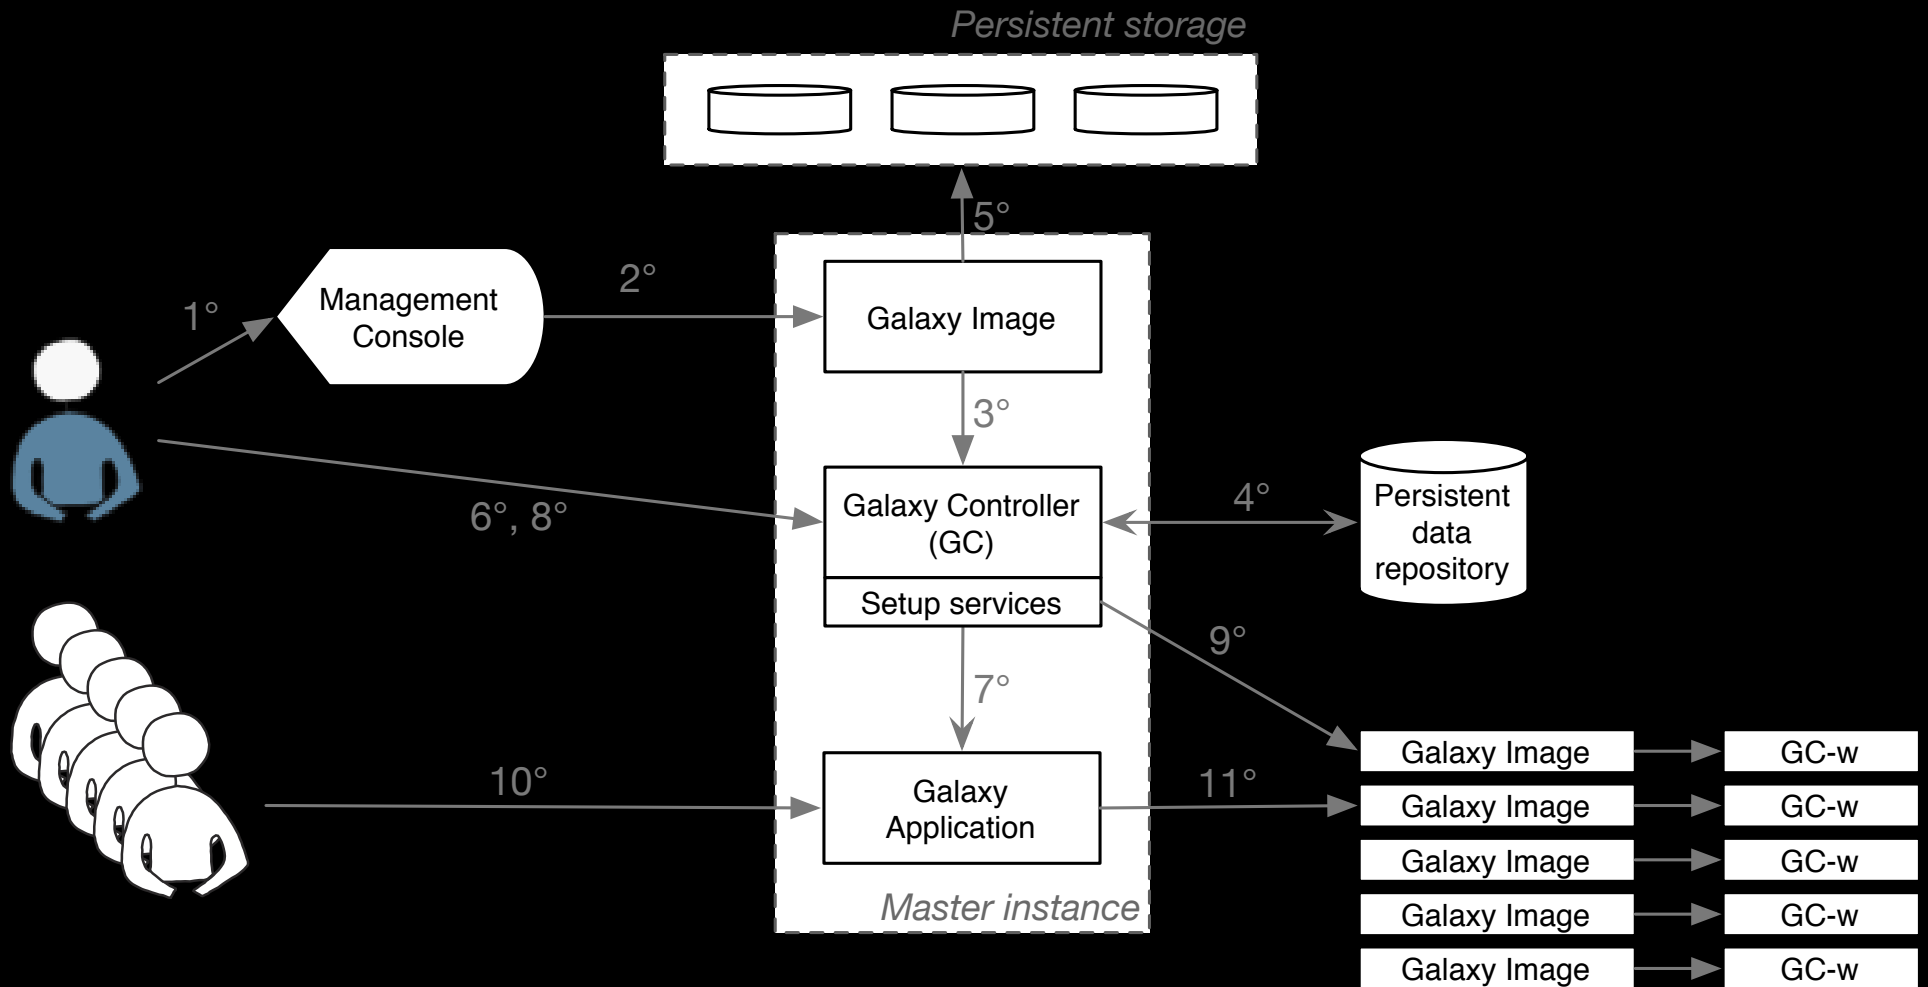 Persistent storage
5°
2°
Management
Console
1°
Galaxy Image
3°
Galaxy Controller
(GC)
Setup services
6°, 8°
4°
Persistent
data
repository
9°
7°
10°
Galaxy
Application
11°
Master instance
Galaxy Image
GC-w
Galaxy Image
GC-w
Galaxy Image
GC-w
Galaxy Image
GC-w
Galaxy Image
GC-w